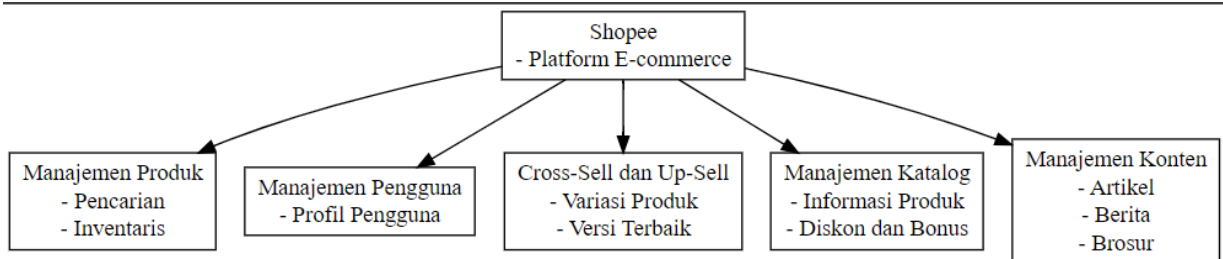 Shopee
- Platform E-commerce
Manajemen Produk
- Pencarian
- Inventaris
Manajemen Pengguna
- Profil Pengguna
Cross-Sell dan Up-Sell
- Variasi Produk
- Versi Terbaik
Manajemen Katalog
- Informasi Produk
- Diskon dan Bonus
Manajemen Konten
- Artikel
- Berita
- Brosur